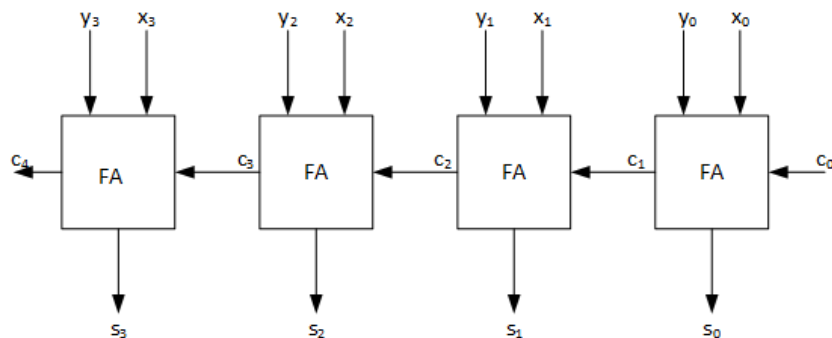 y₃ x₃ y₂ x₂ y₁ x₁ y₀ x₀
c₄ FA c₃ FA c₂ FA c₁ FA c₀
s₃ s₂ s₁ s₀